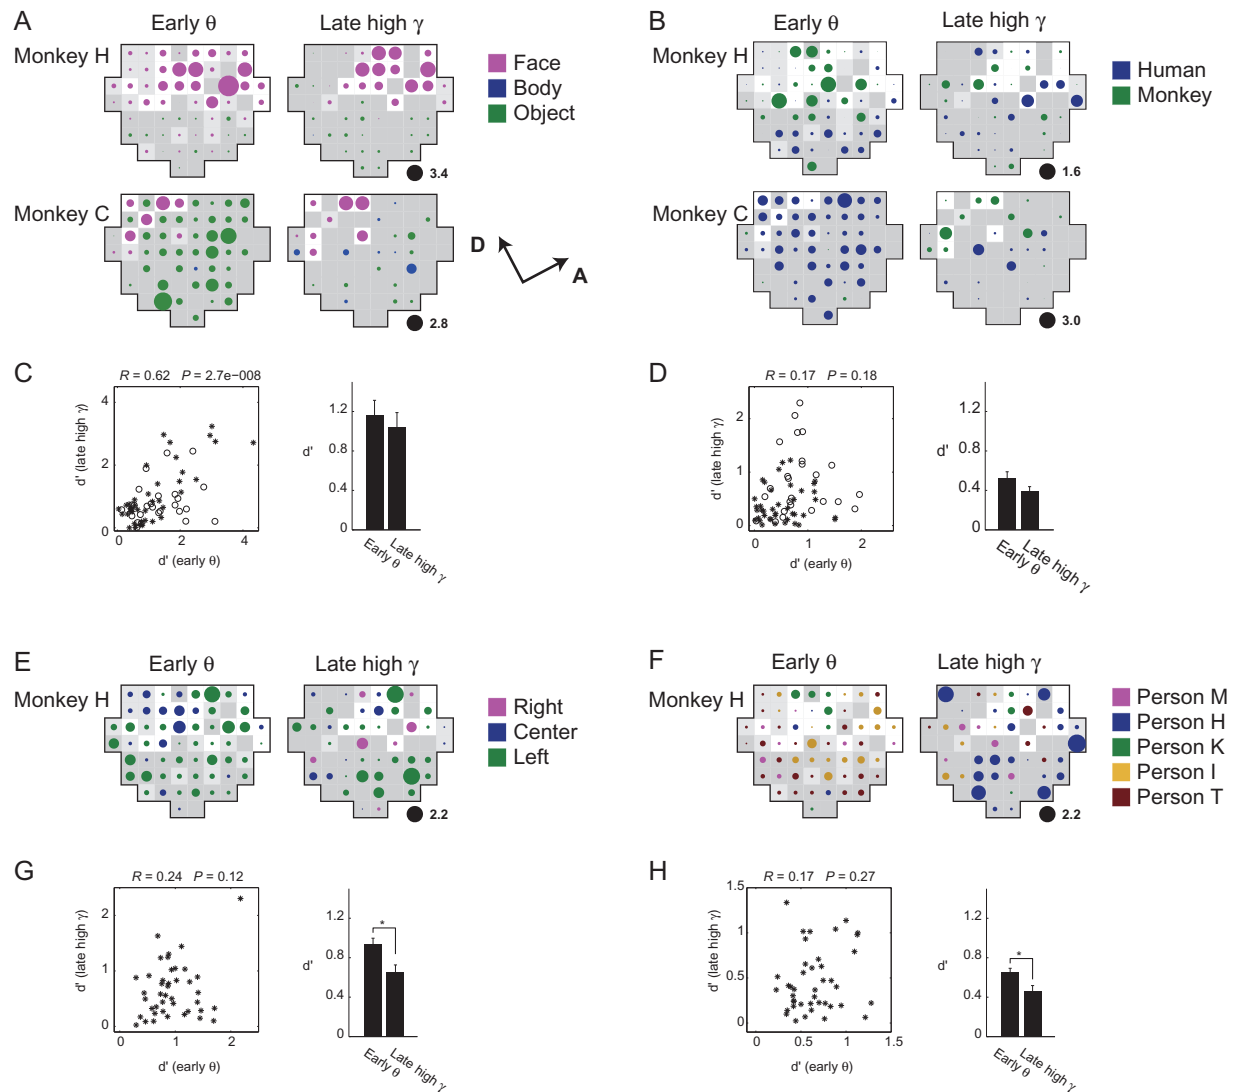 A
Early θ
Late high γ
Monkey H
Face
Body
Object
3.4
Monkey C
D
A
2.8
B
Early θ
Late high γ
Monkey H
Human
Monkey
1.6
Monkey C
3.0
C
R = 0.62 P = 2.7e−008
d' (late high γ)
4
2
0
0
2
4
d' (early θ)
d'
1.2
0.8
0.4
0
Early θ
Late high γ
D
R = 0.17 P = 0.18
d' (late high γ)
2
1
0
0
1
2
d' (early θ)
d'
1.2
0.8
0.4
0
Early θ
Late high γ
E
Early θ
Late high γ
Monkey H
Right
Center
Left
2.2
F
Early θ
Late high γ
Monkey H
Person M
Person H
Person K
Person I
Person T
2.2
G
R = 0.24 P = 0.12
d' (late high γ)
2
1
0
0
1
2
d' (early θ)
d'
1.2
0.8
0.4
0
*
Early θ
Late high γ
H
R = 0.17 P = 0.27
d' (late high γ)
1.5
1
0.5
0
0
0.5
1
1.5
d' (early θ)
d'
1.2
0.8
0.4
0
*
Early θ
Late high γ